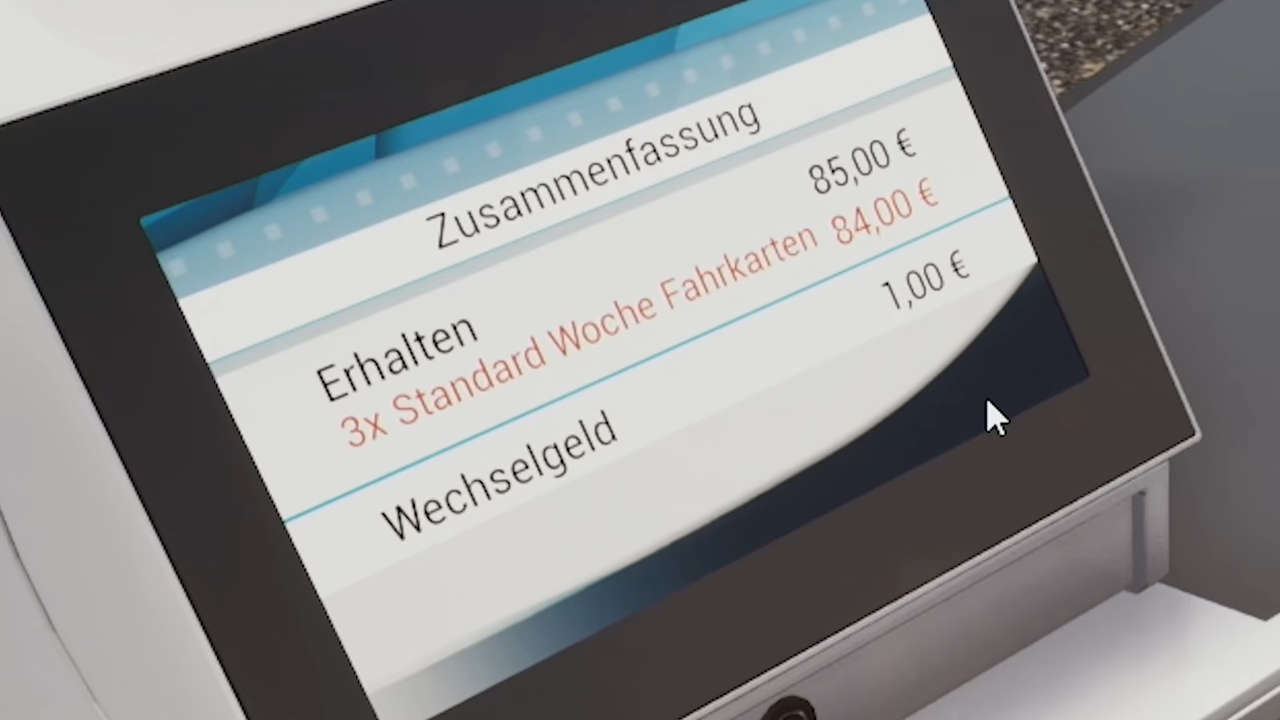 Zusammenfassung
Erhalten 85,00 €
3x Standard Woche Fahrkarten 84,00 €
Wechselgeld 1,00 €